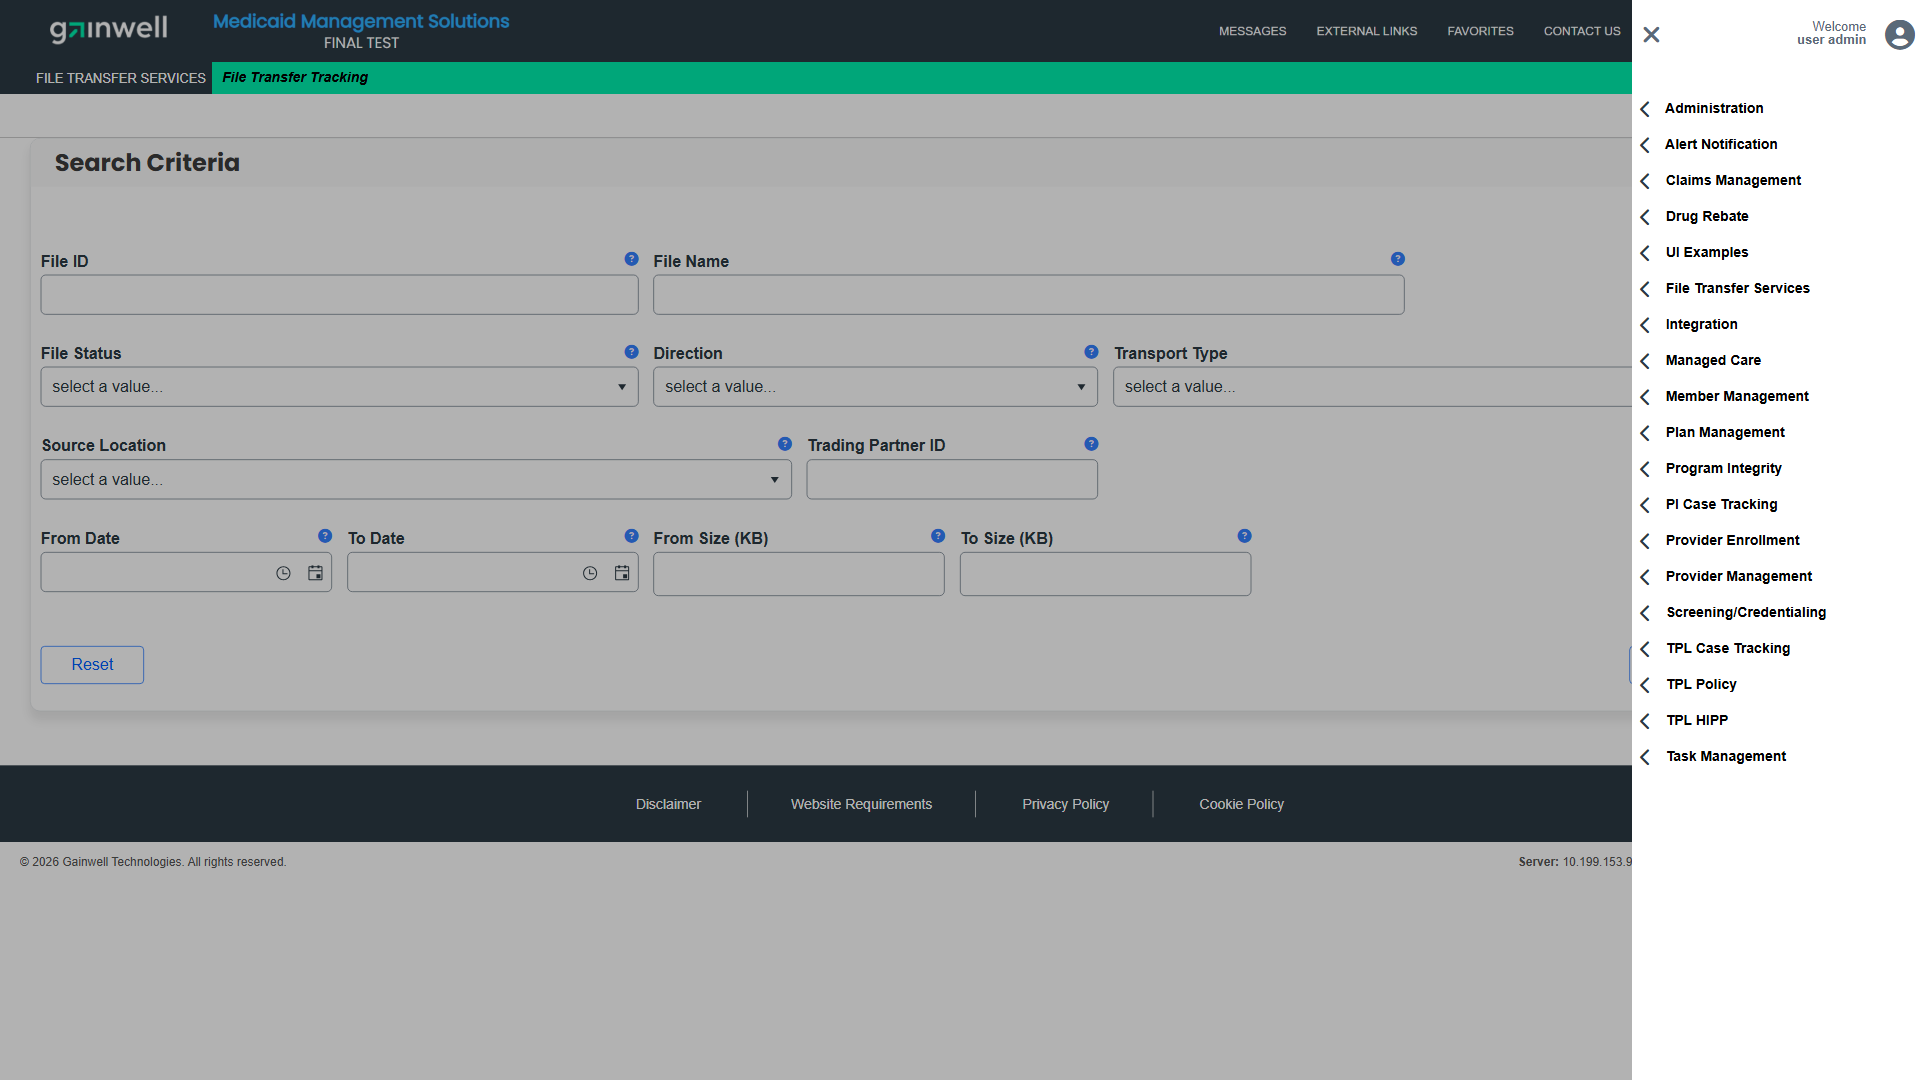 gainwell
Medicaid Management Solutions
FINAL TEST
MESSAGES
EXTERNAL LINKS
FAVORITES
CONTACT US
Welcome
user admin
FILE TRANSFER SERVICES
File Transfer Tracking
Search Criteria
File ID
?
File Name
?
File Status
?
Direction
?
Transport Type
select a value...
select a value...
select a value...
Source Location
?
Trading Partner ID
?
select a value...
From Date
?
To Date
?
From Size (KB)
?
To Size (KB)
?
Reset
Administration
Alert Notification
Claims Management
Drug Rebate
UI Examples
File Transfer Services
Integration
Managed Care
Member Management
Plan Management
Program Integrity
PI Case Tracking
Provider Enrollment
Provider Management
Screening/Credentialing
TPL Case Tracking
TPL Policy
TPL HIPP
Task Management
Disclaimer
Website Requirements
Privacy Policy
Cookie Policy
© 2026 Gainwell Technologies. All rights reserved.
Server: 10.199.153.9